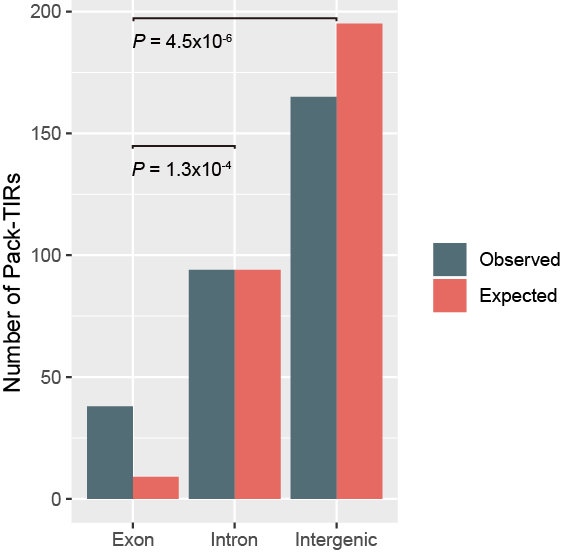 200
P = 4.5x10⁻⁶
150
P = 1.3x10⁻⁴
100
50
0
Number of Pack-TIRs
Exon Intron Intergenic
Observed
Expected